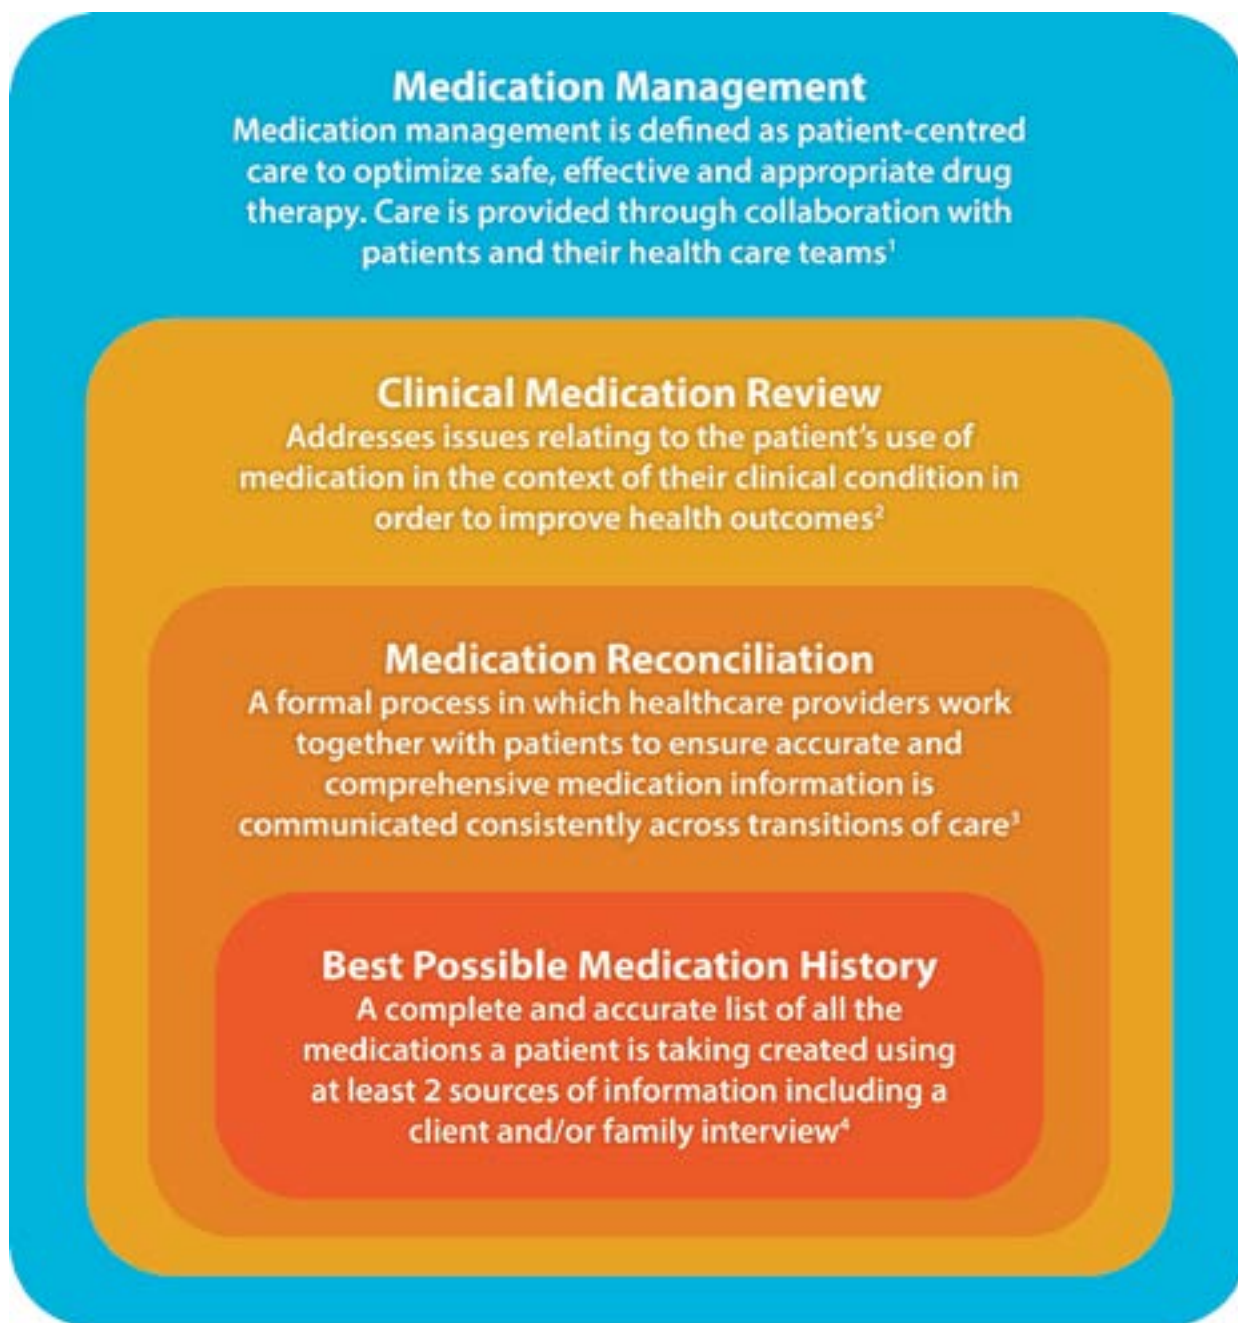 Medication Management
Medication management is defined as patient-centred
care to optimize safe, effective and appropriate drug
therapy. Care is provided through collaboration with
patients and their health care teams¹
Clinical Medication Review
Addresses issues relating to the patient’s use of
medication in the context of their clinical condition in
order to improve health outcomes²
Medication Reconciliation
A formal process in which healthcare providers work
together with patients to ensure accurate and
comprehensive medication information is
communicated consistently across transitions of care³
Best Possible Medication History
A complete and accurate list of all the
medications a patient is taking created using
at least 2 sources of information including a
client and/or family interview⁴